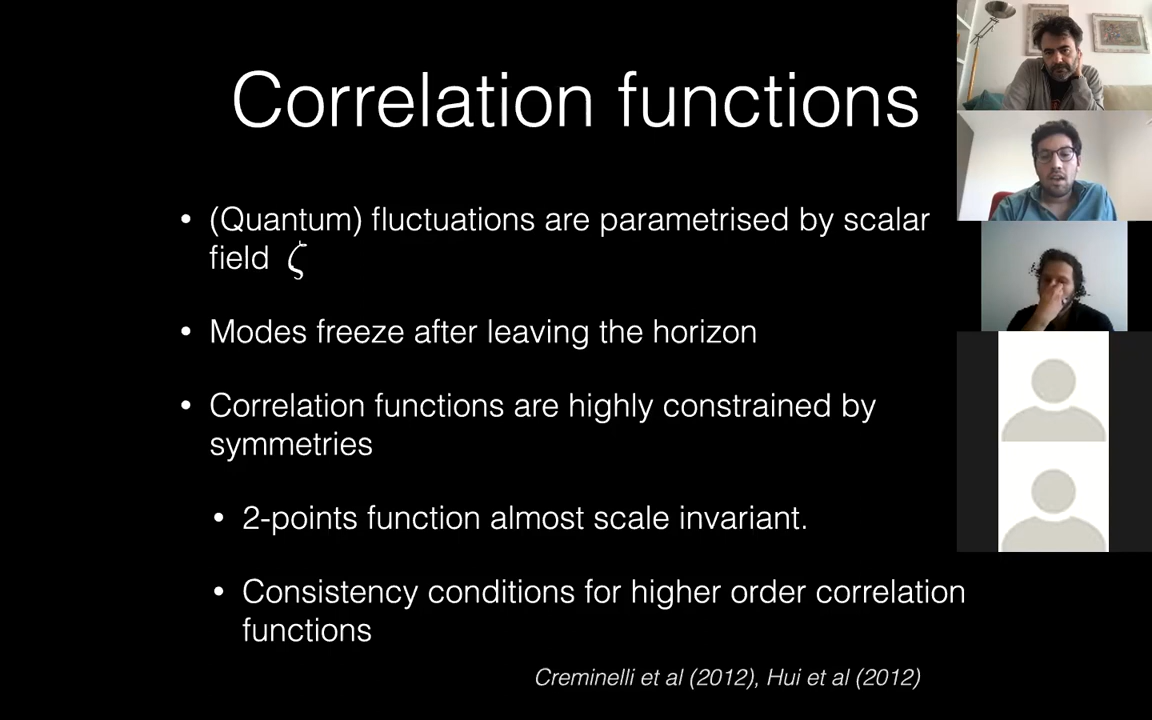 Correlation functions
• (Quantum) fluctuations are parametrised by scalar
field ζ
• Modes freeze after leaving the horizon
• Correlation functions are highly constrained by
symmetries
• 2-points function almost scale invariant.
• Consistency conditions for higher order correlation
functions
Creminelli et al (2012), Hui et al (2012)